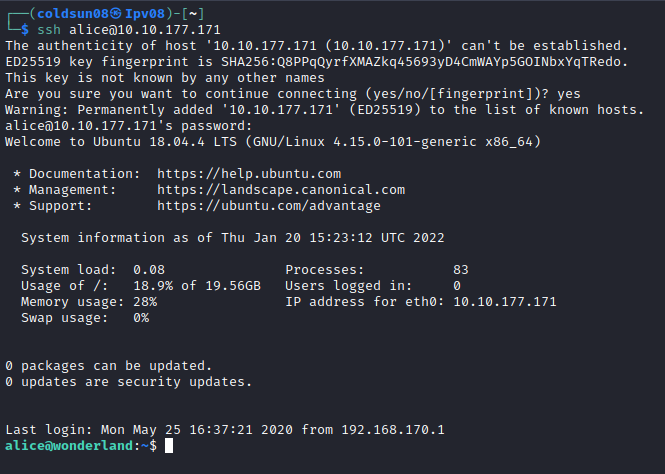 ┌──(coldsun08㉿Ipv08)-[~]
└─$ ssh alice@10.10.177.171
The authenticity of host '10.10.177.171 (10.10.177.171)' can't be established.
ED25519 key fingerprint is SHA256:Q8PPqQyrfXMAZkq45693yD4CmWAYp5GOINbxYqTRedo.
This key is not known by any other names
Are you sure you want to continue connecting (yes/no/[fingerprint])? yes
Warning: Permanently added '10.10.177.171' (ED25519) to the list of known hosts.
alice@10.10.177.171's password:
Welcome to Ubuntu 18.04.4 LTS (GNU/Linux 4.15.0-101-generic x86_64)
* Documentation:  https://help.ubuntu.com
* Management:     https://landscape.canonical.com
* Support:        https://ubuntu.com/advantage
System information as of Thu Jan 20 15:23:12 UTC 2022
System load:  0.08              Processes:           83
Usage of /:   18.9% of 19.56GB   Users logged in:     0
Memory usage: 28%               IP address for eth0: 10.10.177.171
Swap usage:   0%
0 packages can be updated.
0 updates are security updates.
Last login: Mon May 25 16:37:21 2020 from 192.168.170.1
alice@wonderland:~$